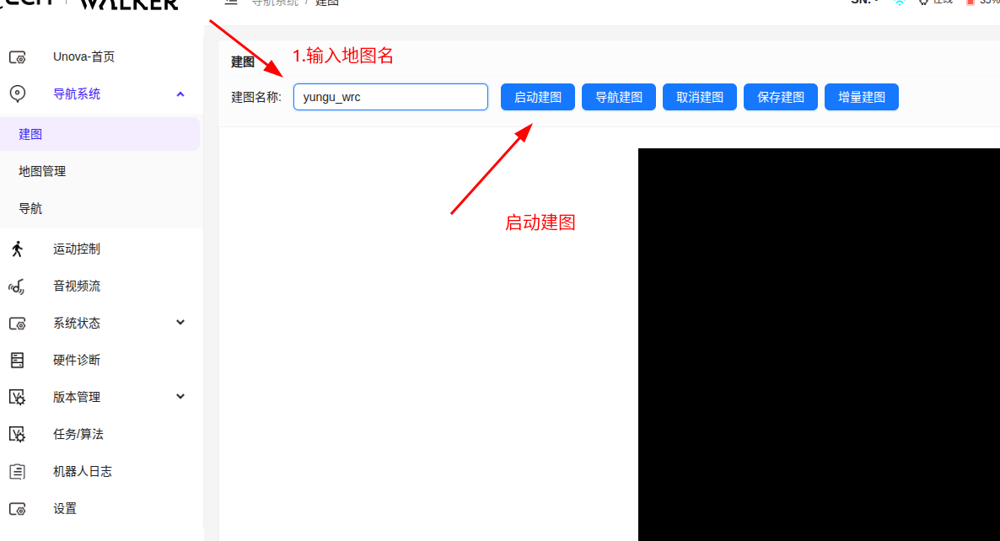 WALKER
导航系统 / 建图
SN: -
在线
35%
Unova-首页
导航系统
建图
地图管理
导航
运动控制
音视频流
系统状态
硬件诊断
版本管理
任务/算法
机器人日志
设置
建图
1.输入地图名
建图名称:
yungu_wrc
启动建图
导航建图
取消建图
保存建图
增量建图
启动建图